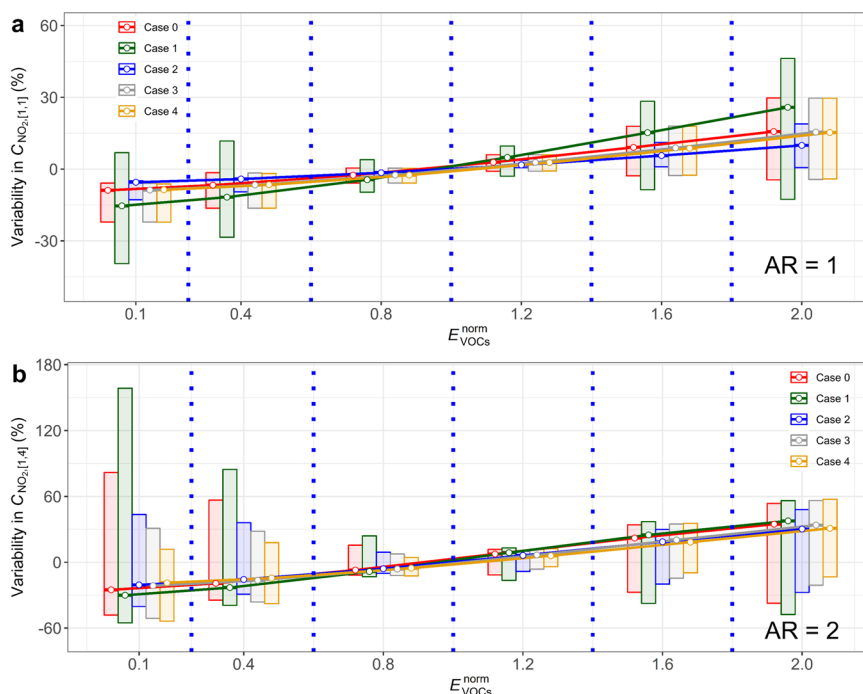 a
Variability in C_NO2,[1,1] (%)
60
30
0
-30
Case 0
Case 1
Case 2
Case 3
Case 4
AR = 1
0.1 0.4 0.8 1.2 1.6 2.0
E_VOCs^norm
b
Variability in C_NO2,[1,4] (%)
180
120
60
0
-60
Case 0
Case 1
Case 2
Case 3
Case 4
AR = 2
0.1 0.4 0.8 1.2 1.6 2.0
E_VOCs^norm